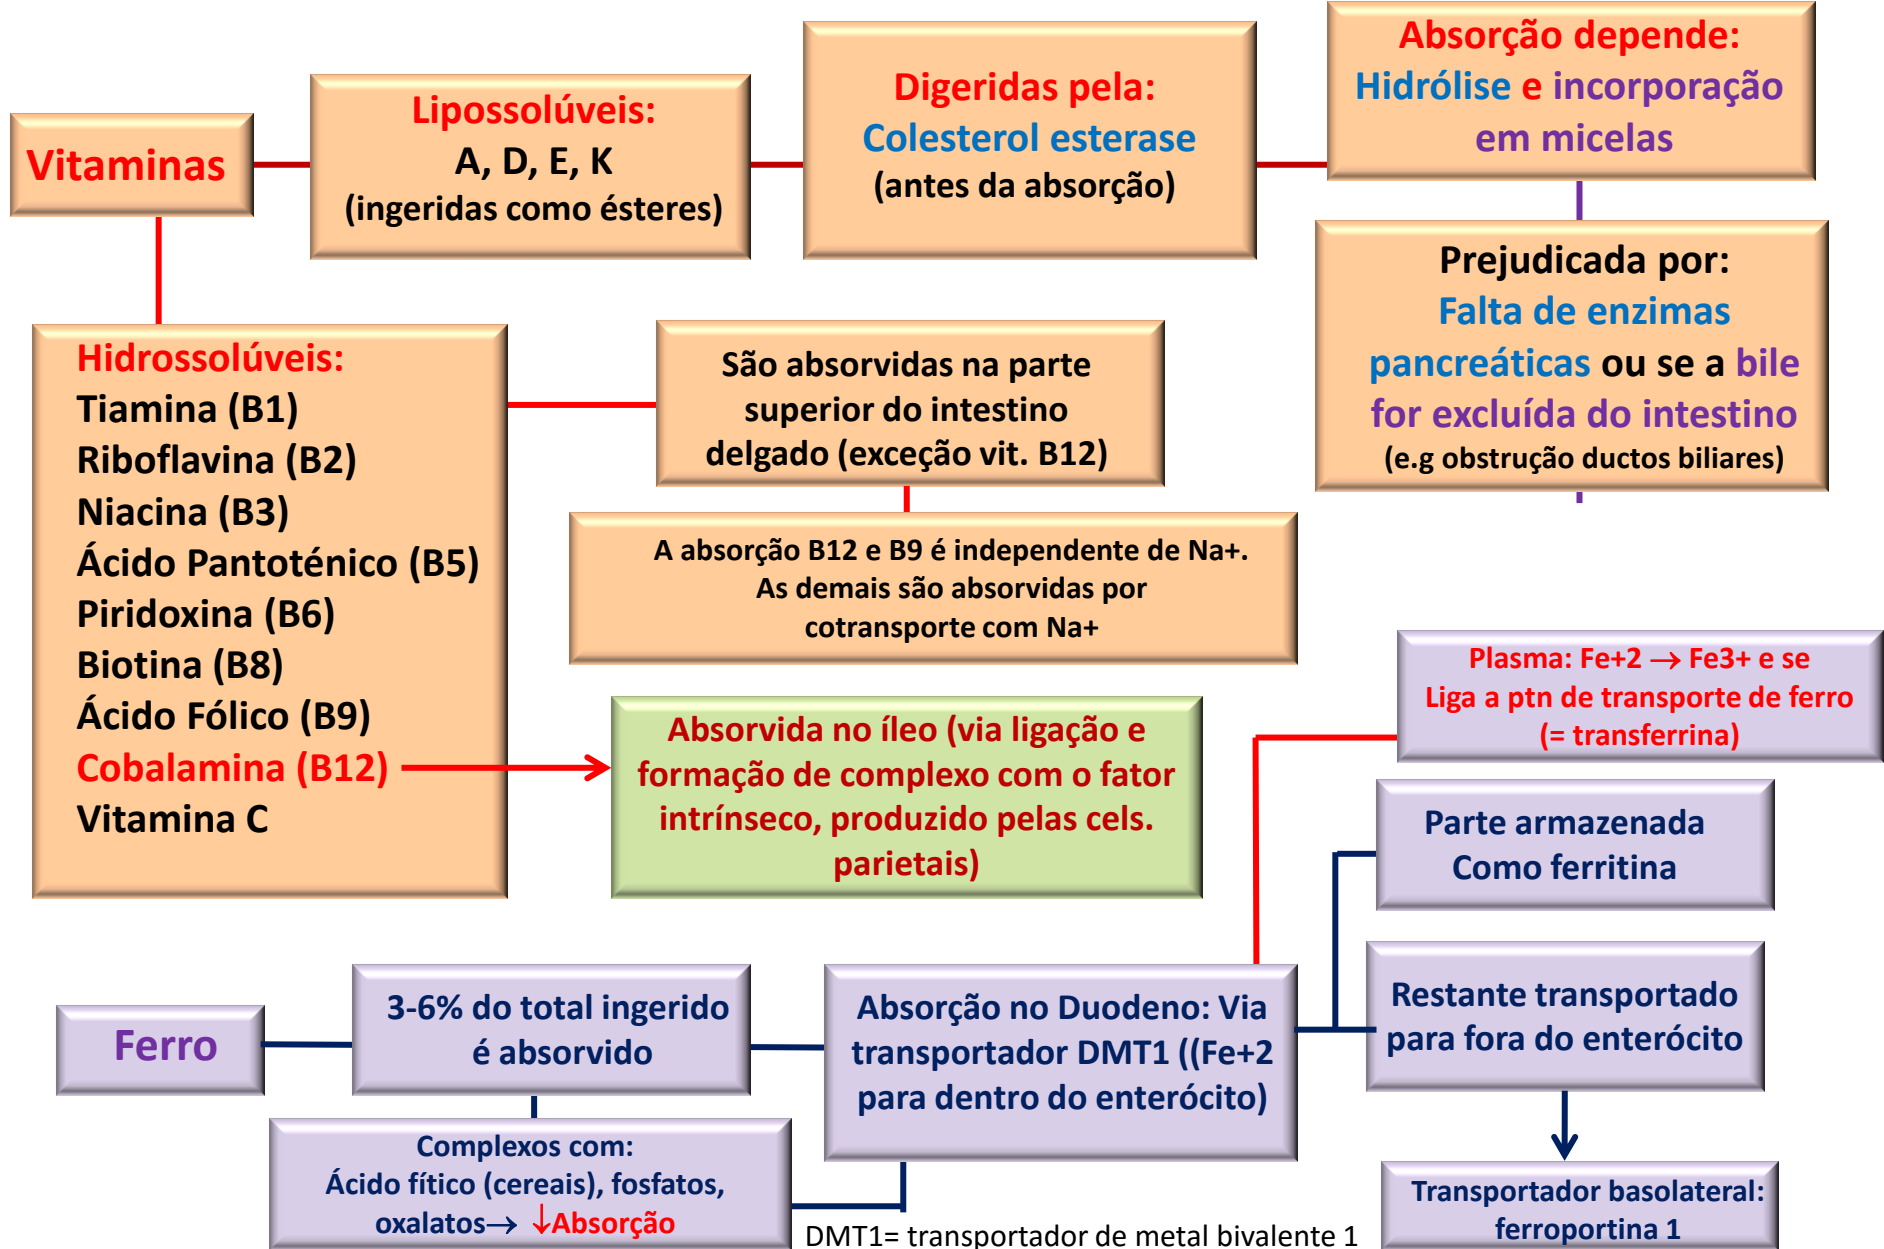 Vitaminas
Lipossolúveis:
A, D, E, K
(ingeridas como ésteres)
Digeridas pela:
Colesterol esterase
(antes da absorção)
Absorção depende:
Hidrólise e incorporação
em micelas
Prejudicada por:
Falta de enzimas
pancreáticas ou se a bile
for excluída do intestino
(e.g obstrução ductos biliares)
Hidrossolúveis:
Tiamina (B1)
Riboflavina (B2)
Niacina (B3)
Ácido Pantoténico (B5)
Piridoxina (B6)
Biotina (B8)
Ácido Fólico (B9)
Cobalamina (B12)
Vitamina C
São absorvidas na parte
superior do intestino
delgado (exceção vit. B12)
A absorção B12 e B9 é independente de Na+.
As demais são absorvidas por
cotransporte com Na+
Absorvida no íleo (via ligação e
formação de complexo com o fator
intrínseco, produzido pelas cels.
parietais)
Plasma: Fe+2 → Fe3+ e se
Liga a ptn de transporte de ferro
(= transferrina)
Parte armazenada
Como ferritina
Ferro
3-6% do total ingerido
é absorvido
Complexos com:
Ácido fítico (cereais), fosfatos,
oxalatos→ ↓Absorção
Absorção no Duodeno: Via
transportador DMT1 ((Fe+2
para dentro do enterócito)
Restante transportado
para fora do enterócito
Transportador basolateral:
ferroportina 1
DMT1= transportador de metal bivalente 1